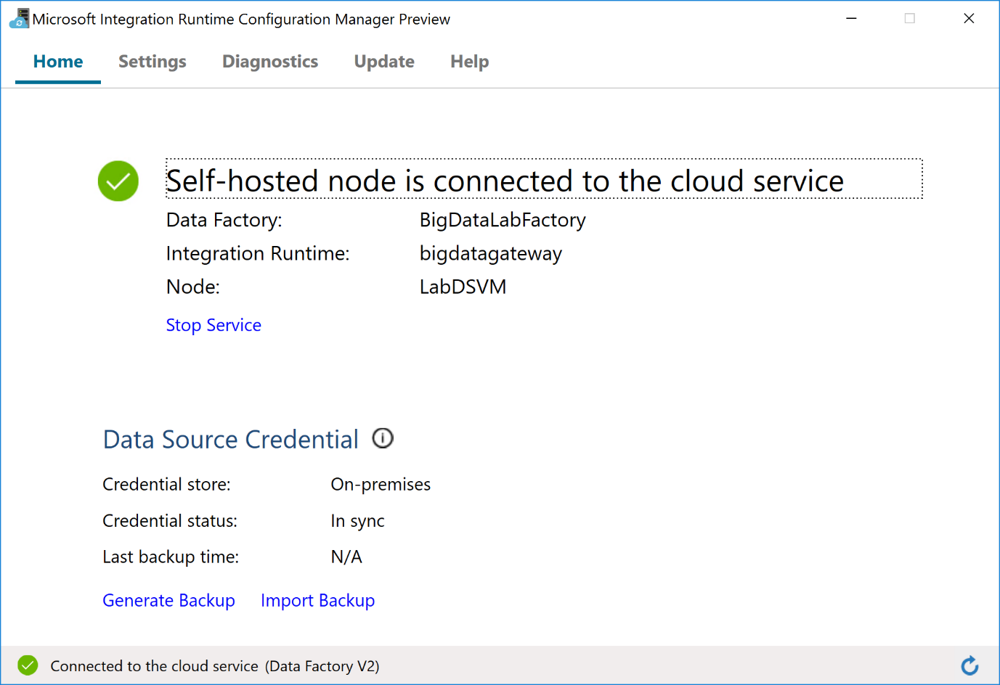 Microsoft Integration Runtime Configuration Manager Preview
Home Settings Diagnostics Update Help
Self-hosted node is connected to the cloud service
Data Factory: BigDataLabFactory
Integration Runtime: bigdatagateway
Node: LabDSVM
Stop Service
Data Source Credential
Credential store: On-premises
Credential status: In sync
Last backup time: N/A
Generate Backup Import Backup
Connected to the cloud service (Data Factory V2)